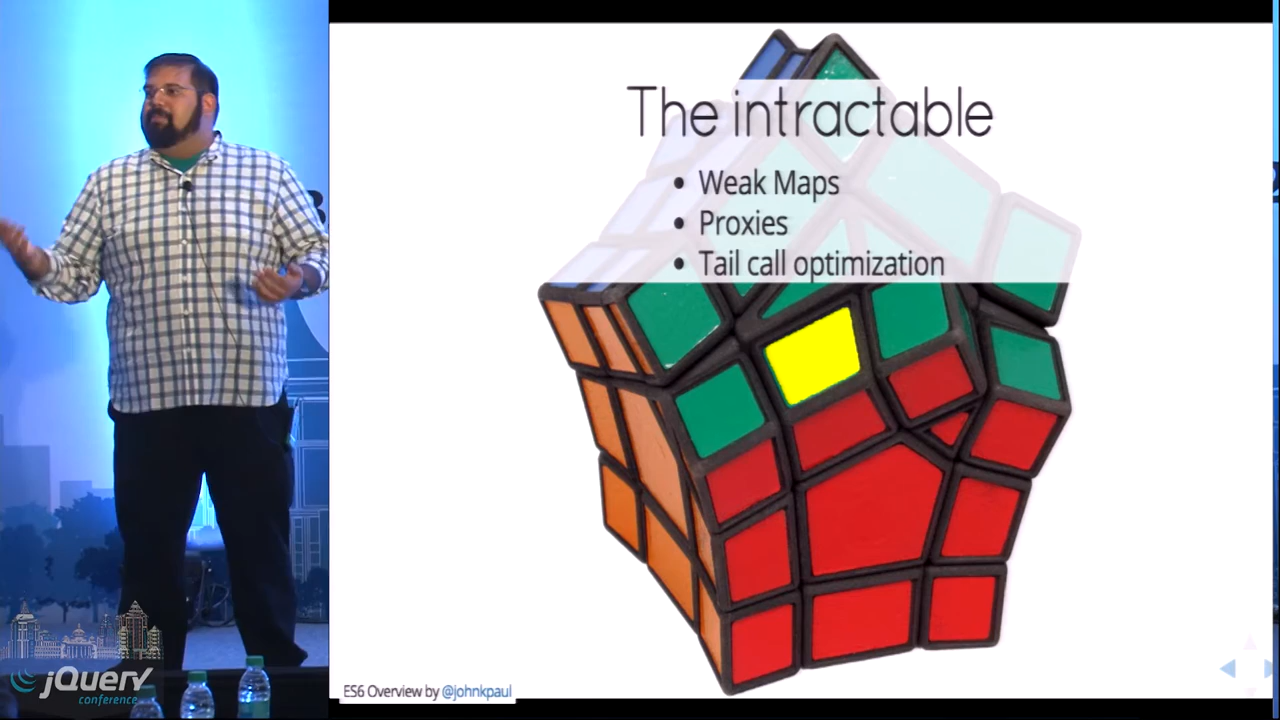 The intractable
• Weak Maps
• Proxies
• Tail call optimization
ES6 Overview by @johnkpaul
jQuery
conference